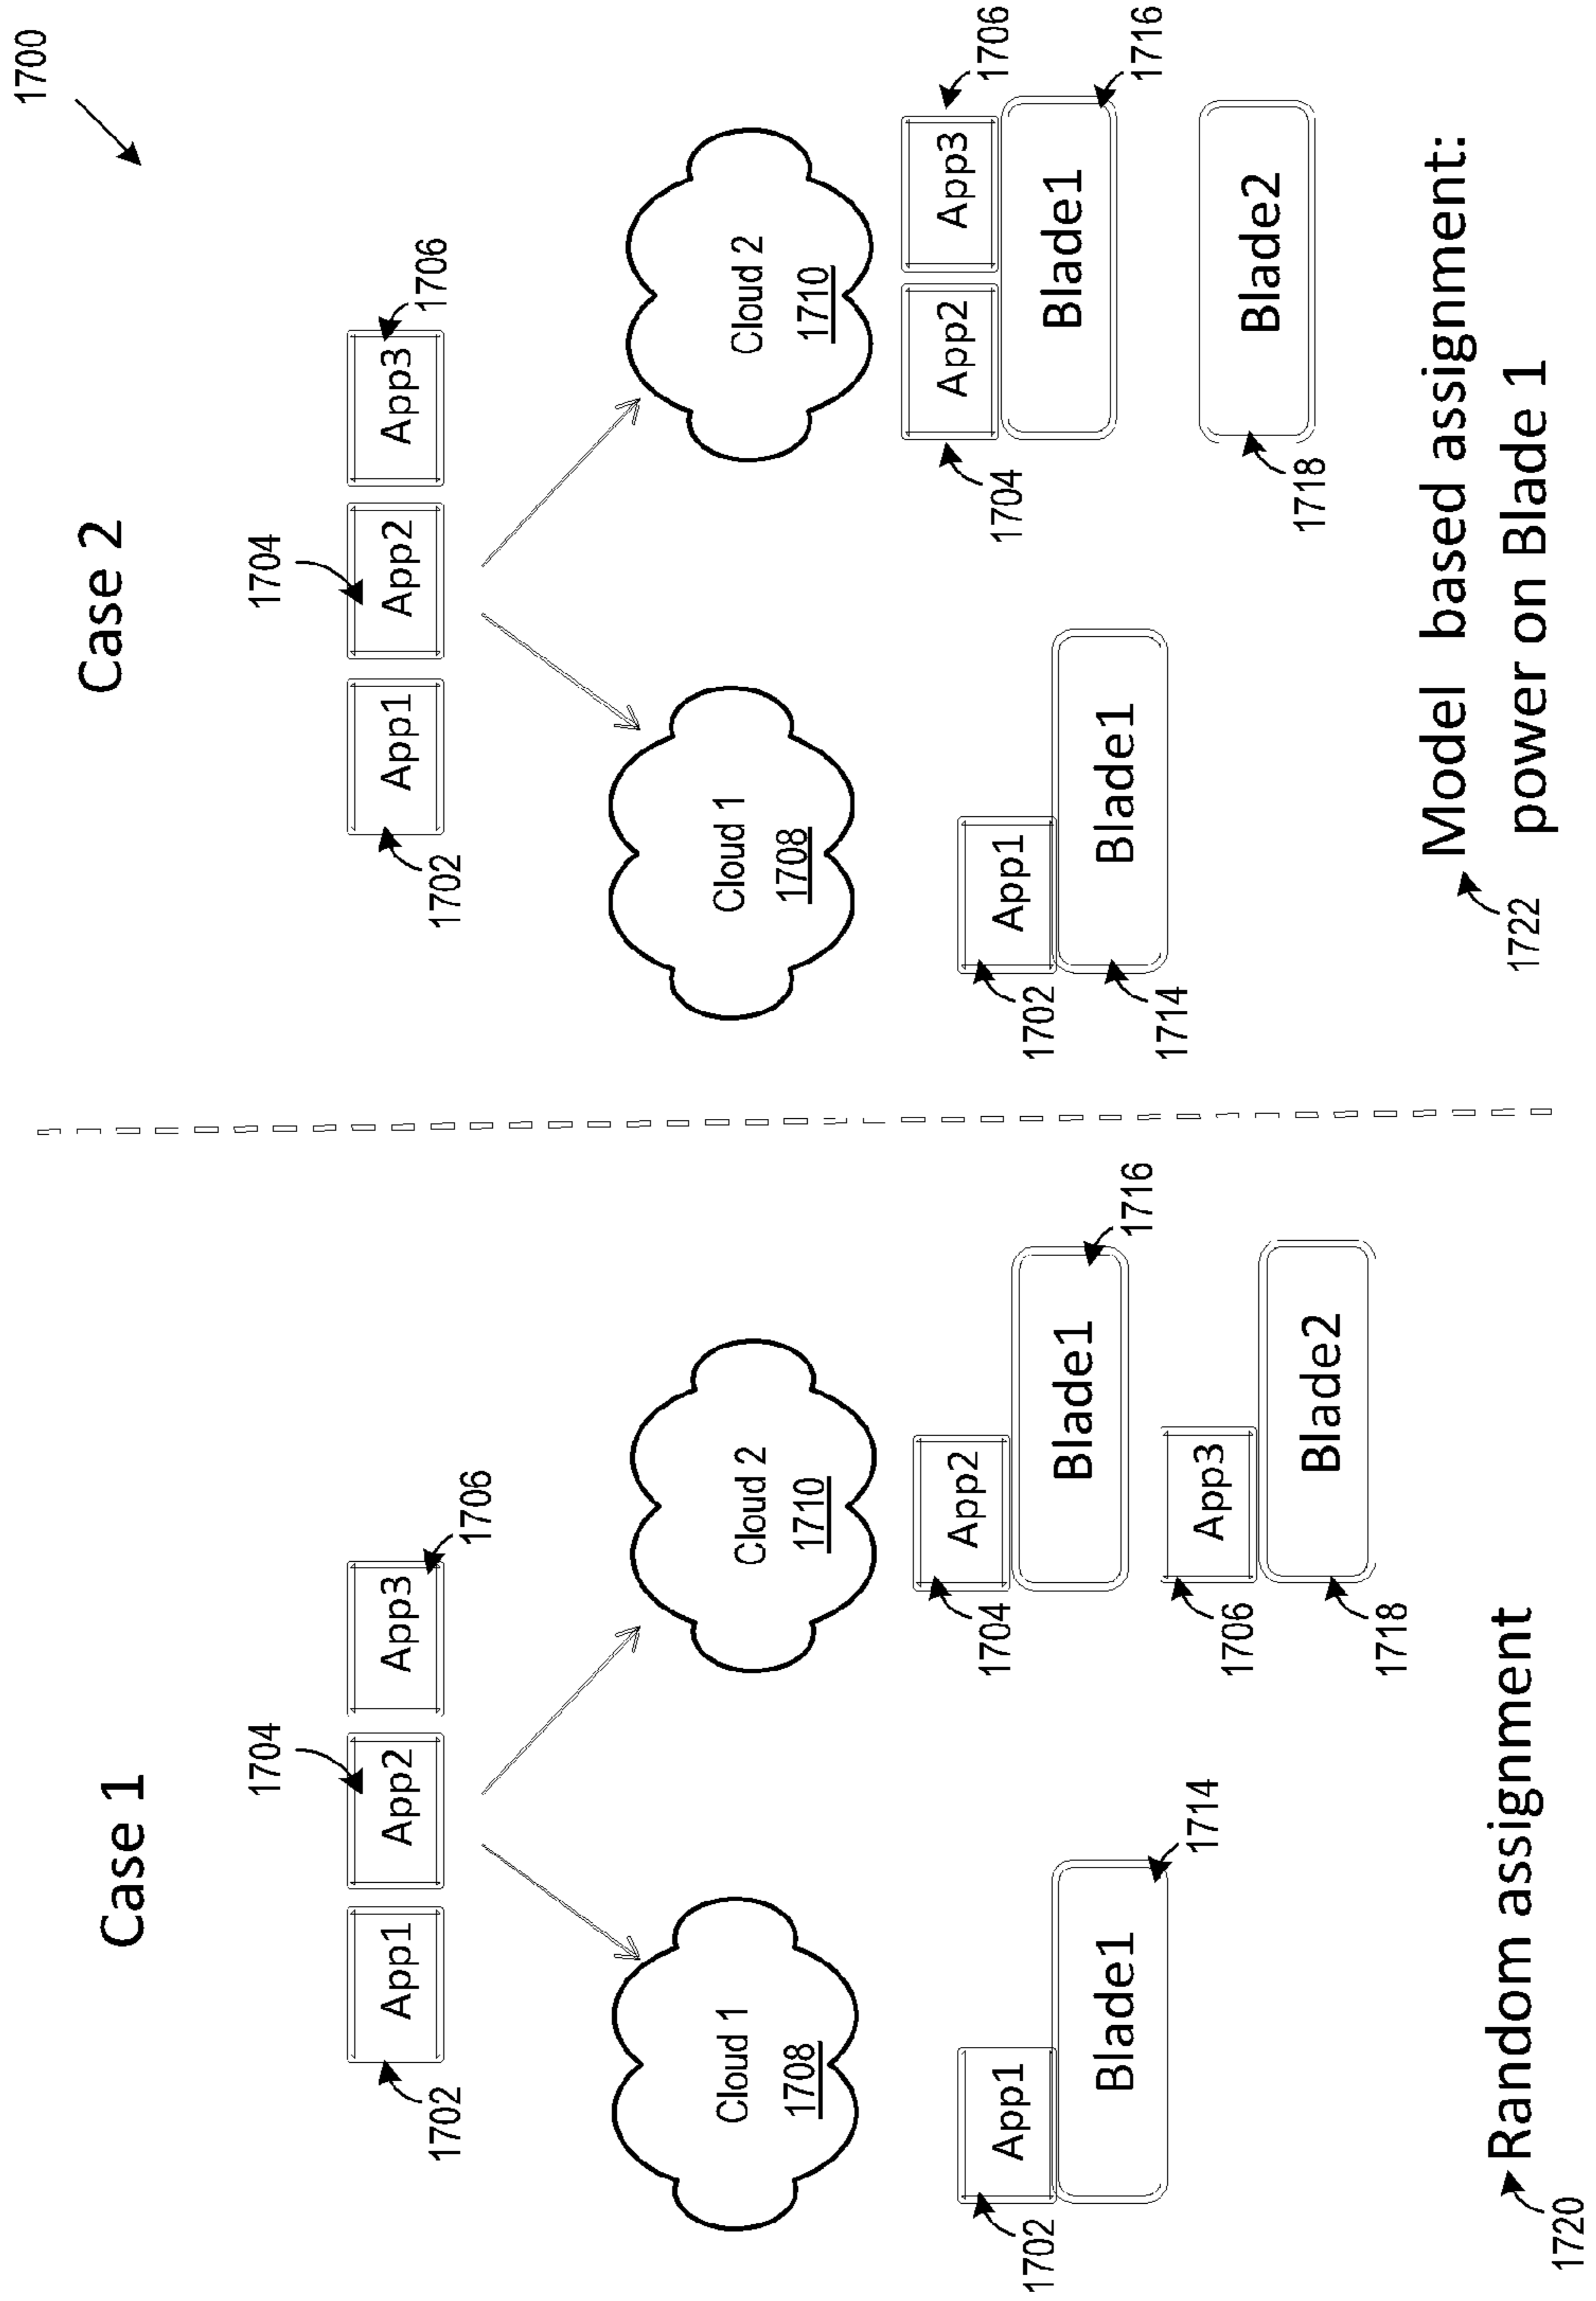 1700
Case 1
1704
App1
App2
App3
1702
1706
Cloud 1
1708
Cloud 2
1710
App1
1702
Blade1
1714
App2
1704
Blade1
1716
App3
1706
Blade2
1718
1720
Random assignment
Case 2
1704
App1
App2
App3
1702
1706
Cloud 1
1708
Cloud 2
1710
App1
1702
Blade1
1714
App2
App3
1704
1706
Blade1
1716
Blade2
1718
1722
Model based assignment:
power on Blade 1